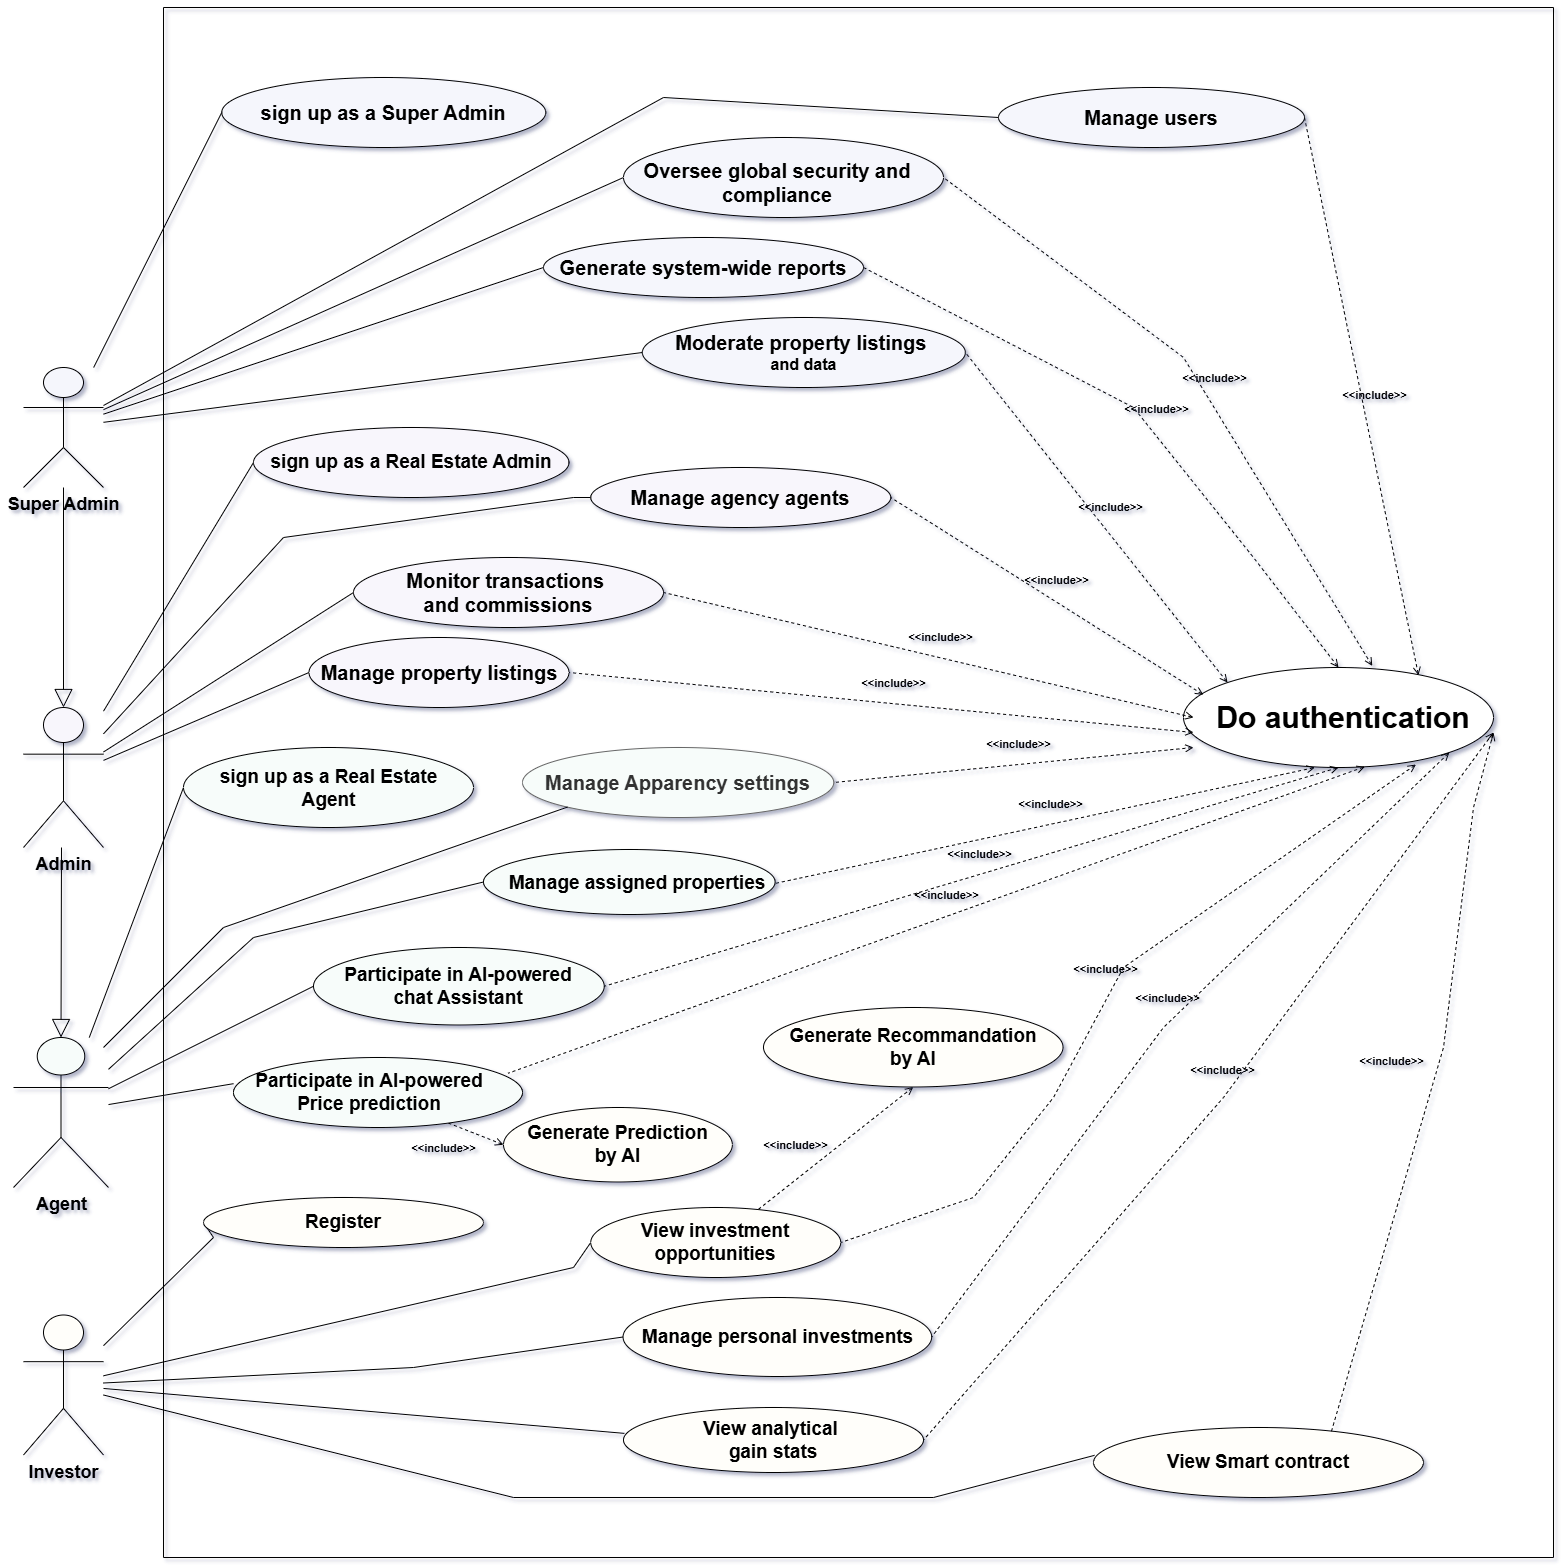 sign up as a Super Admin
Manage users
Oversee global security and
compliance
Generate system-wide reports
Moderate property listings
and data
<<include>>
<<include>>
<<include>>
sign up as a Real Estate Admin
Manage agency agents
Super Admin
<<include>>
<<include>>
Monitor transactions
and commissions
<<include>>
Manage property listings
<<include>>
Do authentication
<<include>>
sign up as a Real Estate
Agent
Manage Apparency settings
<<include>>
Admin
<<include>>
Manage assigned properties
<<include>>
Participate in AI-powered
chat Assistant
<<include>>
<<include>>
Generate Recommandation
by AI
<<include>>
<<include>>
Participate in AI-powered
Price prediction
Generate Prediction
by AI
<<include>>
<<include>>
Agent
Register
View investment
opportunities
Manage personal investments
View analytical
gain stats
View Smart contract
Investor